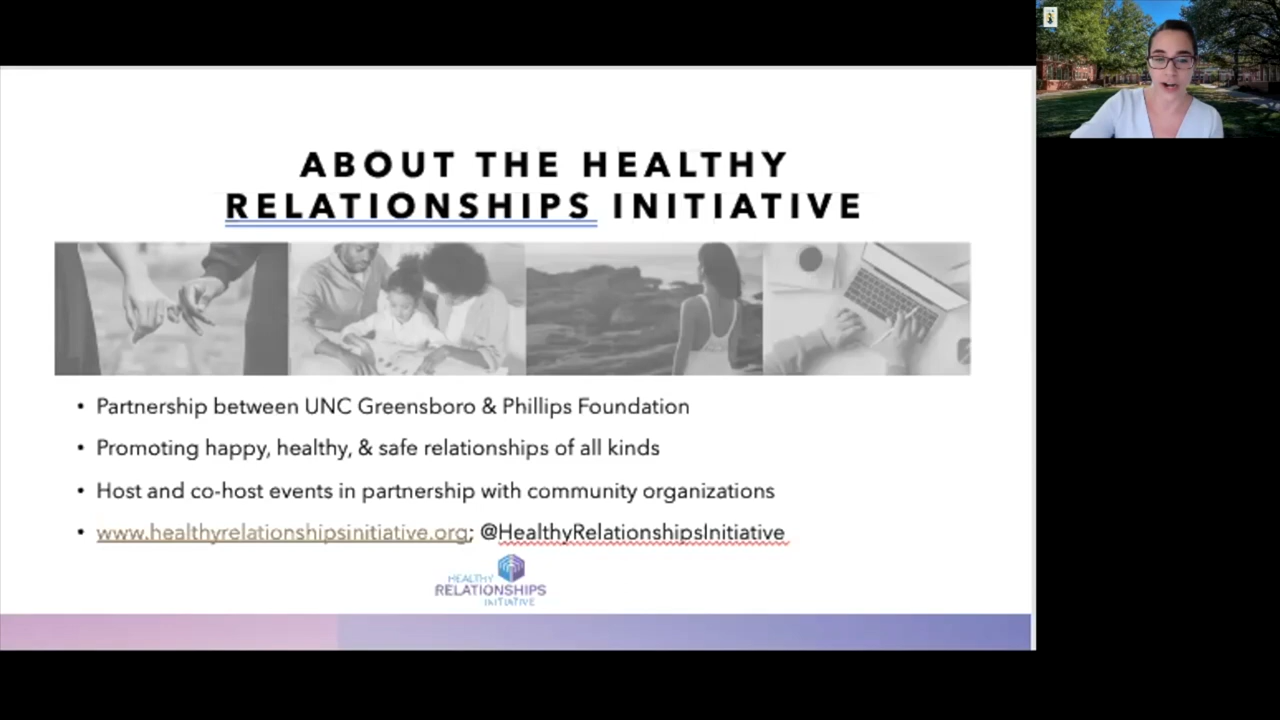 ABOUT THE HEALTHY
RELATIONSHIPS INITIATIVE
• Partnership between UNC Greensboro & Phillips Foundation
• Promoting happy, healthy, & safe relationships of all kinds
• Host and co-host events in partnership with community organizations
• www.healthyrelationshipsinitiative.org; @HealthyRelationshipsInitiative
HEALTHY
RELATIONSHIPS
INITIATIVE